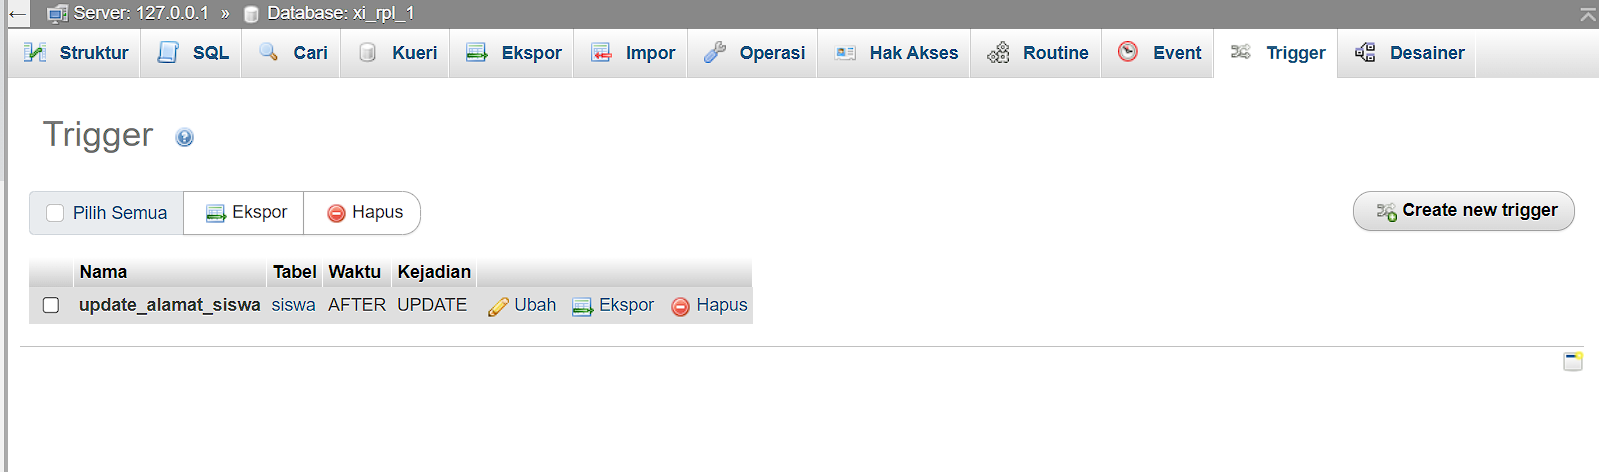 Server: 127.0.0.1 » Database: xi_rpl_1
Struktur SQL Cari Kueri Ekspor Impor Operasi Hak Akses Routine Event Trigger Desainer
Trigger
Pilih Semua Ekspor Hapus Create new trigger
Nama Tabel Waktu Kejadian
update_alamat_siswa siswa AFTER UPDATE Ubah Ekspor Hapus